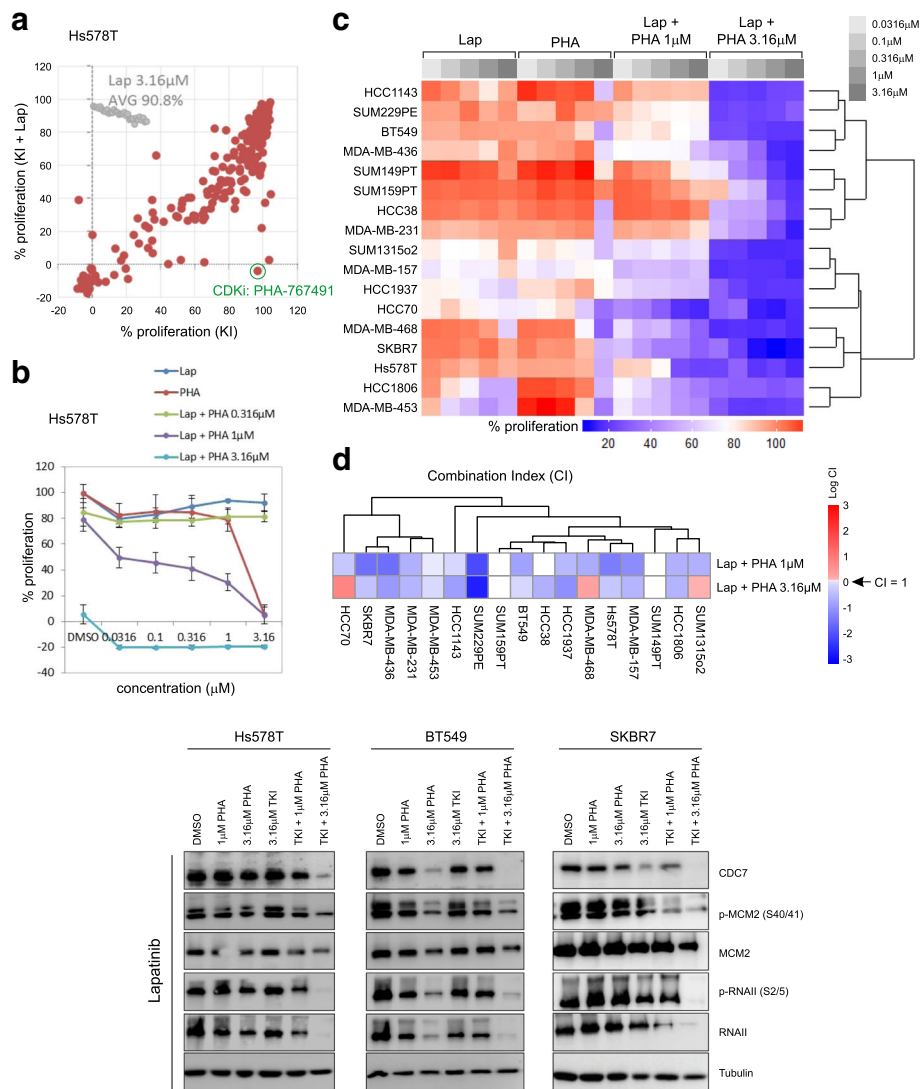 a
Hs578T
Lap 3.16µM
AVG 90.8%
120
100
80
60
40
20
0
-20
-20 0 20 40 60 80 100 120
% proliferation (KI + Lap)
% proliferation (KI)
CDKi: PHA-767491
b
Hs578T
Lap
PHA
Lap + PHA 0.316µM
Lap + PHA 1µM
Lap + PHA 3.16µM
120
100
80
60
40
20
0
-20
-40
DMSO 0.0316 0.1 0.316 1 3.16
% proliferation
concentration (µM)
c
Lap
PHA
Lap +
PHA 1µM
Lap +
PHA 3.16µM
0.0316µM
0.1µM
0.316µM
1µM
3.16µM
HCC1143
SUM229PE
BT549
MDA-MB-436
SUM149PT
SUM159PT
HCC38
MDA-MB-231
SUM1315o2
MDA-MB-157
HCC1937
HCC70
MDA-MB-468
SKBR7
Hs578T
HCC1806
MDA-MB-453
% proliferation
20 40 60 80 100
d
Combination Index (CI)
Lap + PHA 1µM
Lap + PHA 3.16µM
HCC70
SKBR7
MDA-MB-436
MDA-MB-231
MDA-MB-453
HCC1143
SUM229PE
SUM159PT
BT549
HCC38
HCC1937
MDA-MB-468
Hs578T
MDA-MB-157
SUM149PT
HCC1806
SUM1315o2
Log CI
3
2
1
0
-1
-2
-3
CI = 1
Hs578T
BT549
SKBR7
DMSO
1µM PHA
3.16µM PHA
3.16µM TKI
TKI + 1µM PHA
TKI + 3.16µM PHA
DMSO
1µM PHA
3.16µM PHA
3.16µM TKI
TKI + 1µM PHA
TKI + 3.16µM PHA
DMSO
1µM PHA
3.16µM PHA
3.16µM TKI
TKI + 1µM PHA
TKI + 3.16µM PHA
Lapatinib
CDC7
p-MCM2 (S40/41)
MCM2
p-RNAII (S2/5)
RNAII
Tubulin